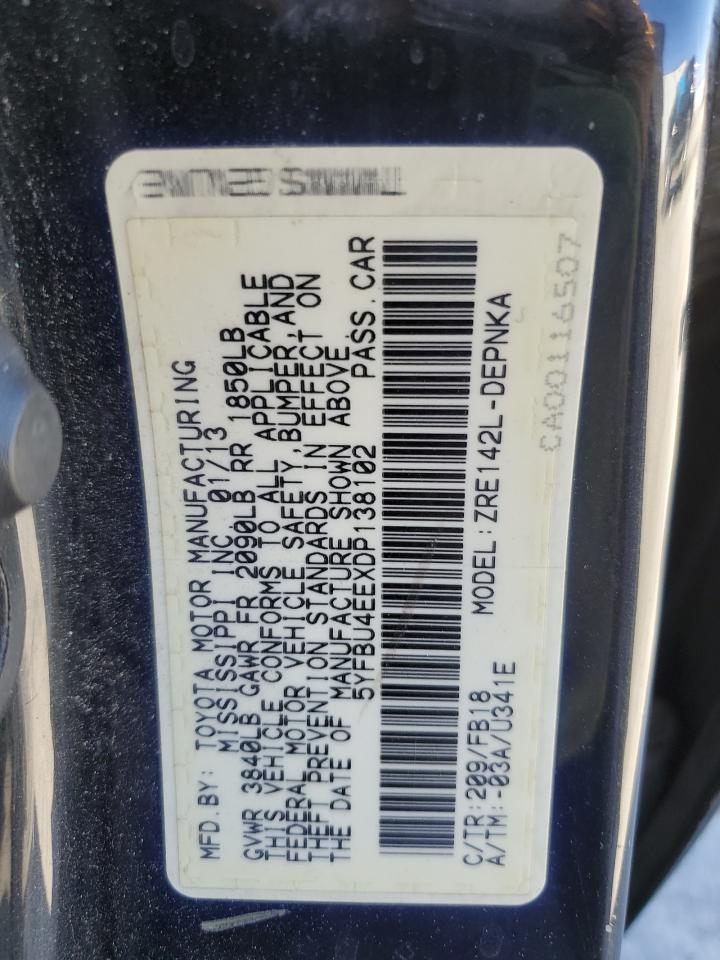 MFD.BY: TOYOTA MOTOR MANUFACTURING
MISSISSIPPI INC 01/13
GVWR 3840LB GAWR FR 2090LB RR 1850LB
THIS VEHICLE CONFORMS TO ALL APPLICABLE
FEDERAL MOTOR VEHICLE SAFETY,BUMPER,AND
THEFT PREVENTION STANDARDS IN EFFECT ON
THE DATE OF MANUFACTURE SHOWN ABOVE.
5YFBU4EEXDP138102 PASS.CAR
C/TR:209/FB18 MODEL:ZRE142L-DEPNKA
A/TM:-03A/U341E
CA00116507